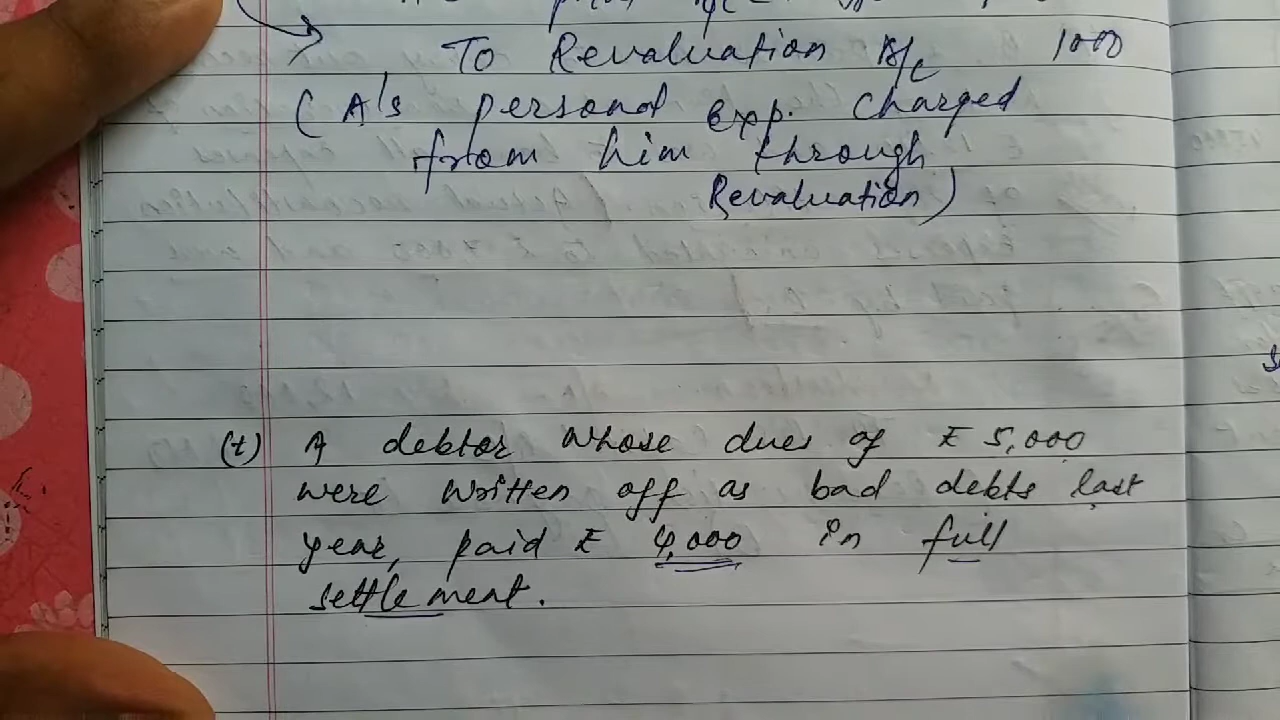 To Revaluation A/c 1000
(A's personal exp. charged
from him through
Revaluation)
(t) A debtor whose dues of ₹ 5,000
were written off as bad debts last
year, paid ₹ 4,000 in full
settlement.